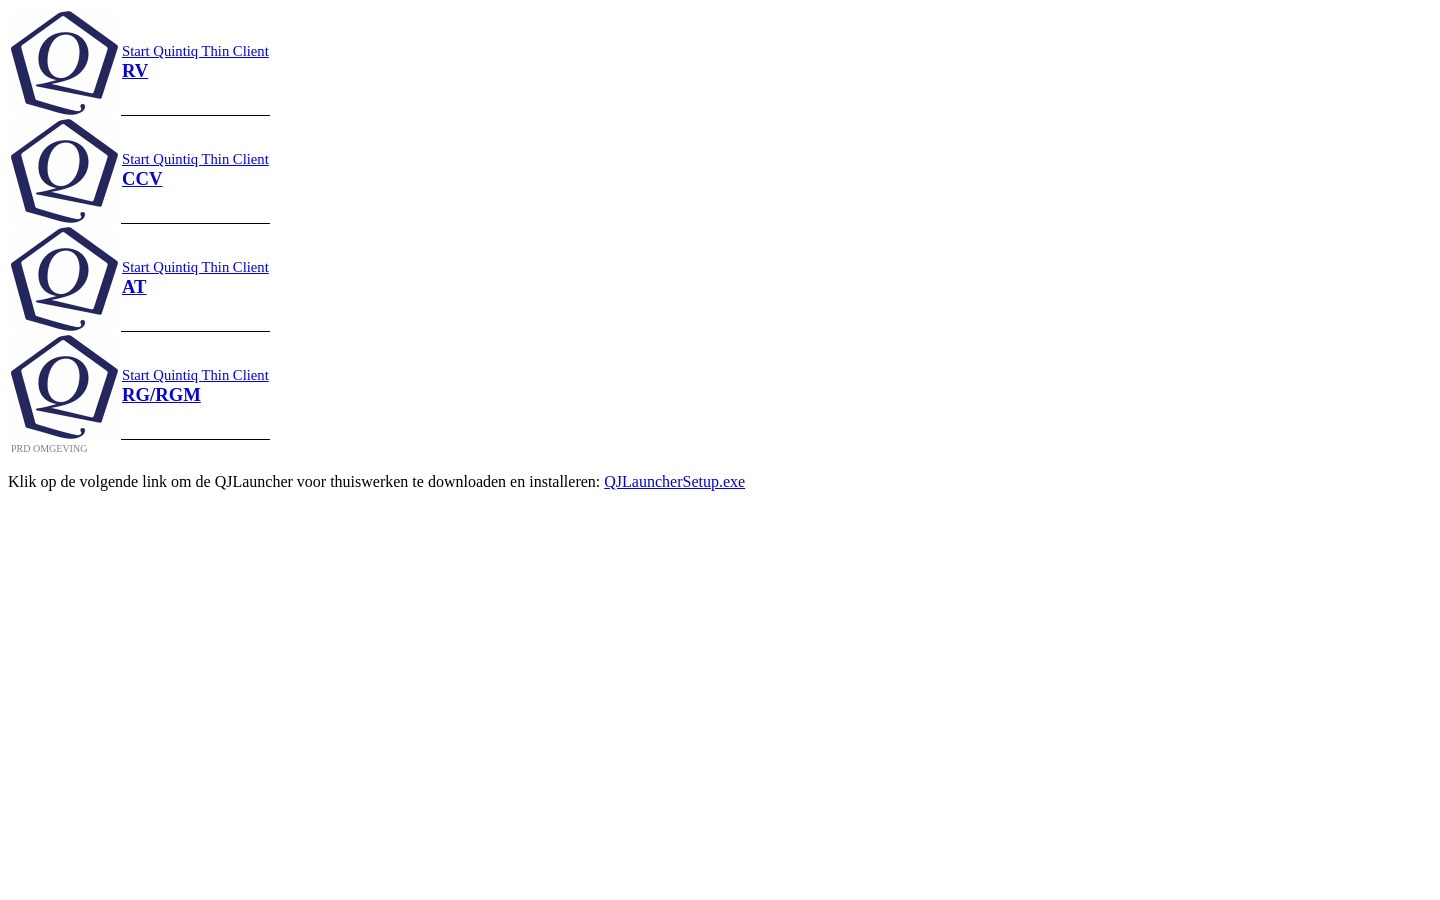 Start Quintiq Thin Client
RV
Start Quintiq Thin Client
CCV
Start Quintiq Thin Client
AT
Start Quintiq Thin Client
RG/RGM
PRD OMGEVING
Klik op de volgende link om de QJLauncher voor thuiswerken te downloaden en installeren: QJLauncherSetup.exe